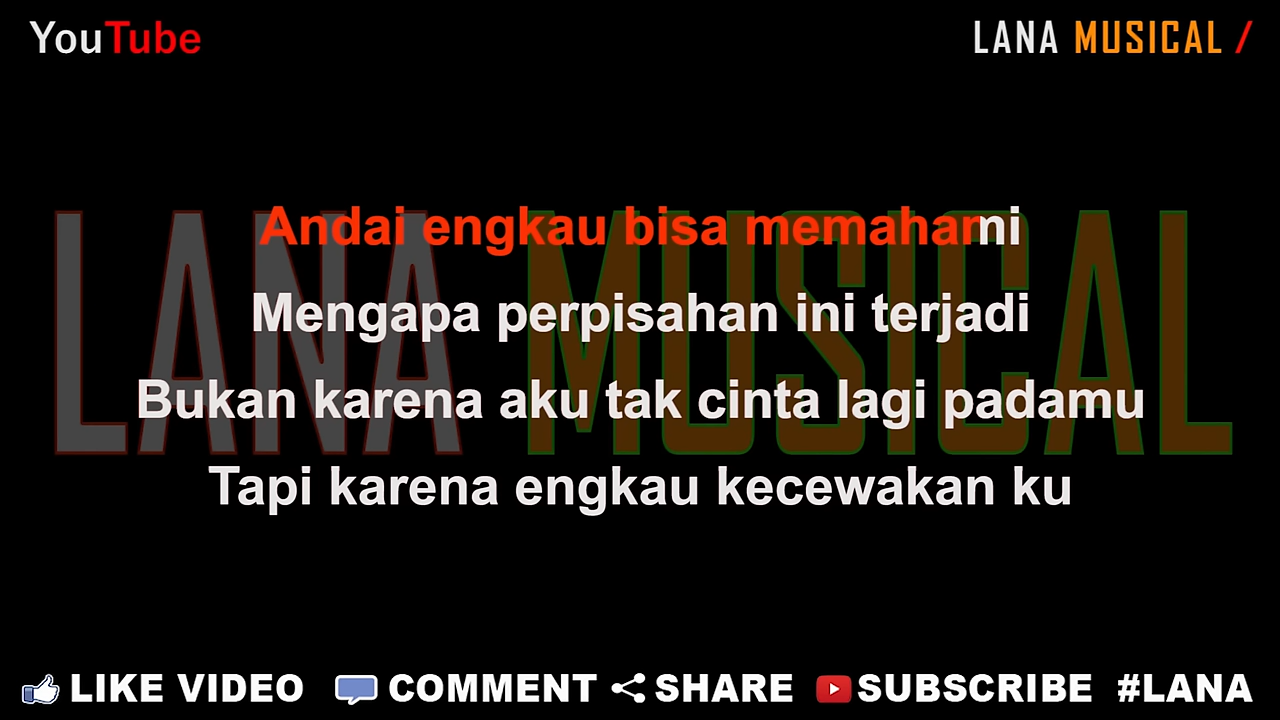 YouTube
LANA MUSICAL /
LANA MUSICAL
Andai engkau bisa memahami
Mengapa perpisahan ini terjadi
Bukan karena aku tak cinta lagi padamu
Tapi karena engkau kecewakan ku
LIKE VIDEO COMMENT SHARE SUBSCRIBE #LANA